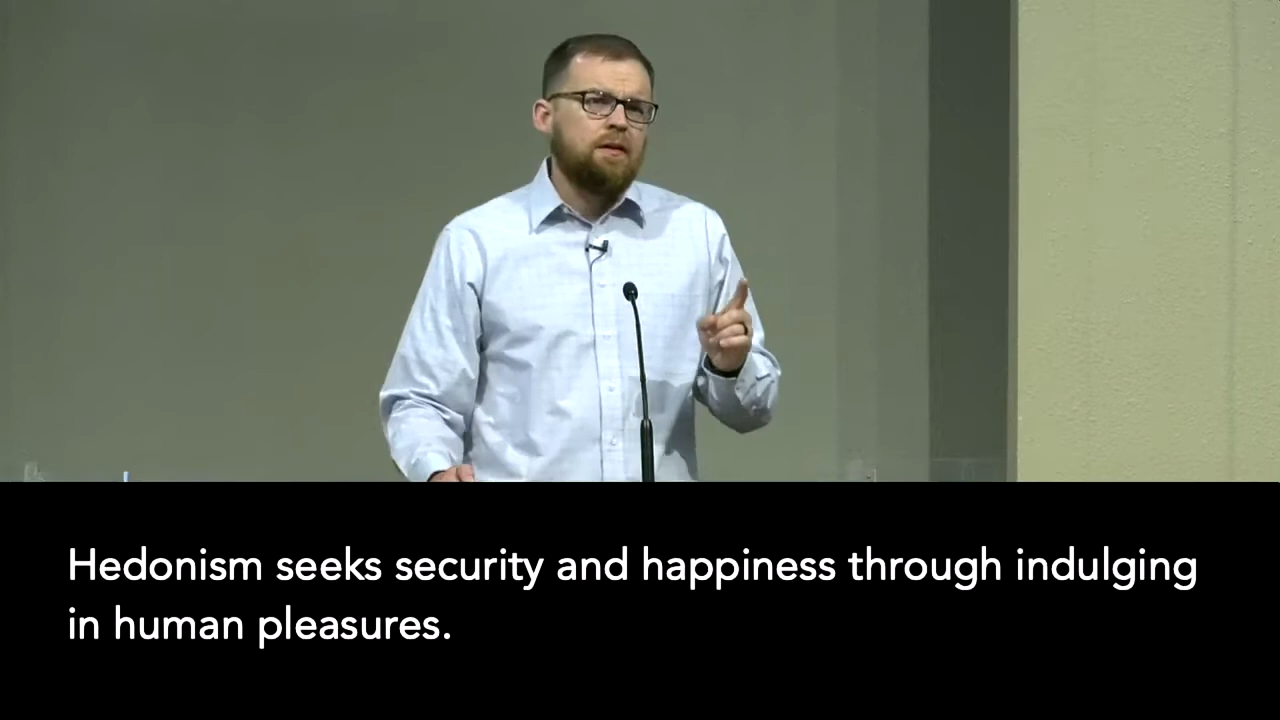 Hedonism seeks security and happiness through indulging
in human pleasures.